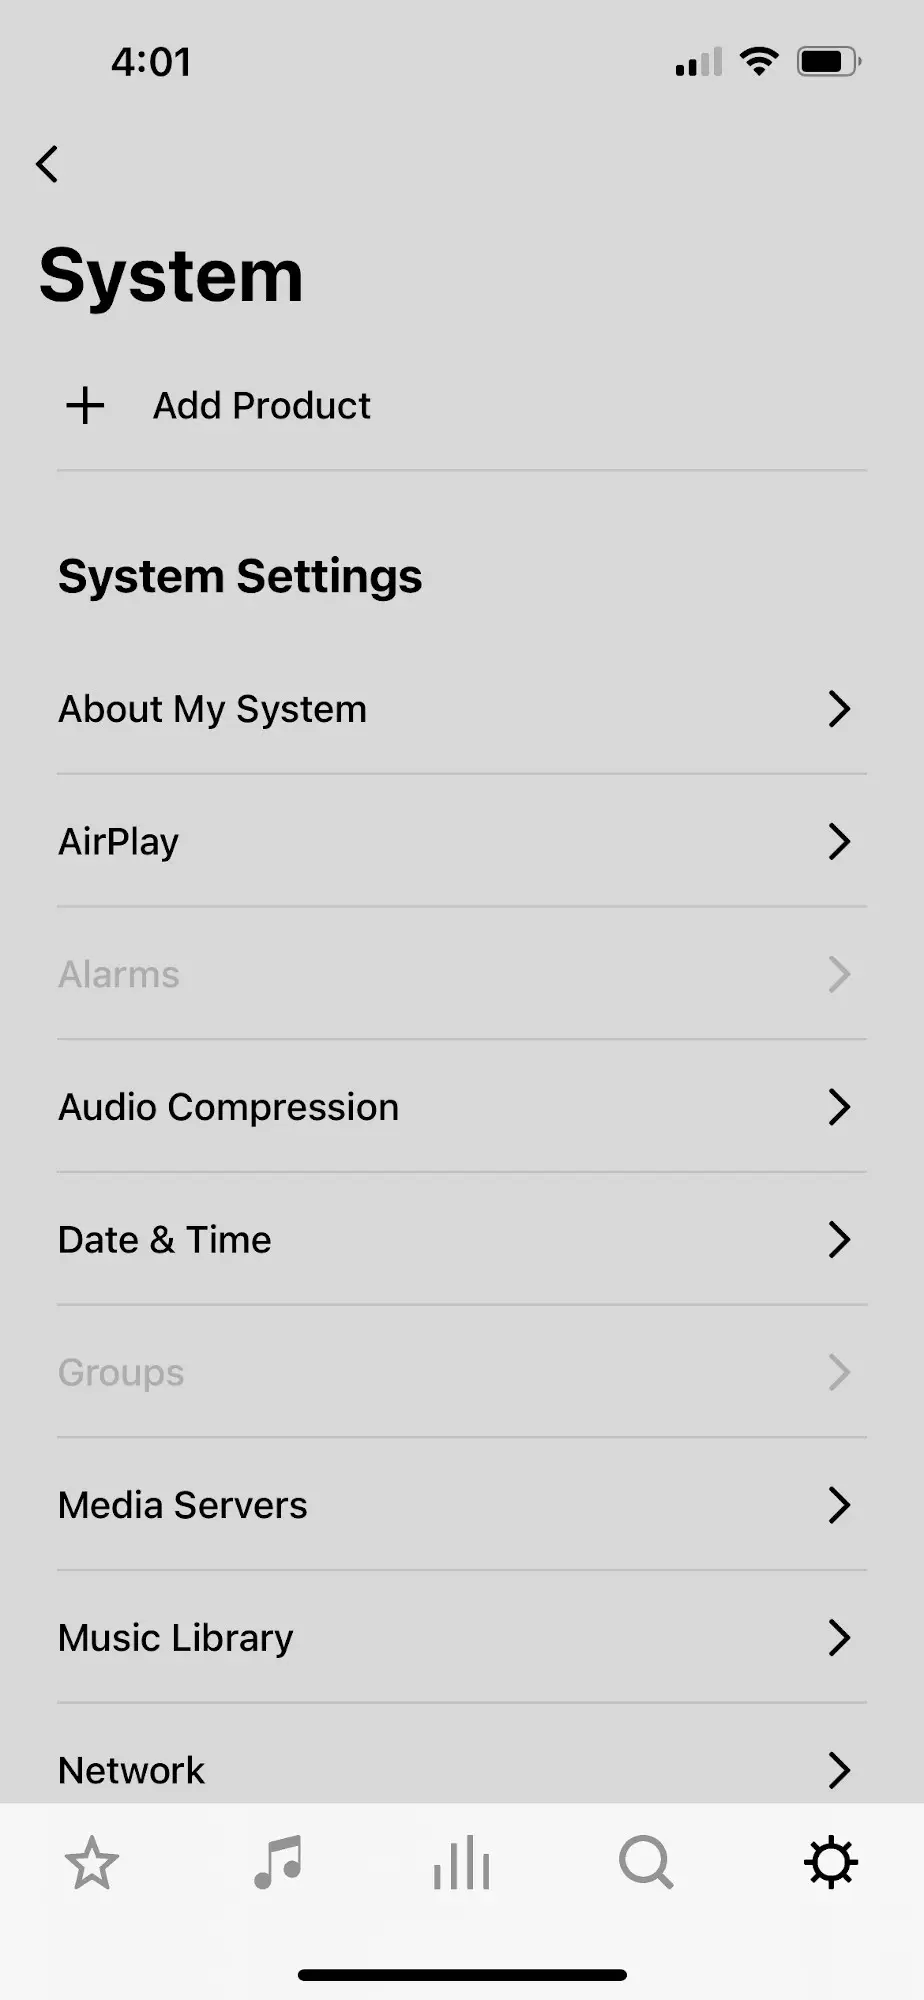 4:01
System
Add Product
System Settings
About My System
AirPlay
Alarms
Audio Compression
Date & Time
Groups
Media Servers
Music Library
Network